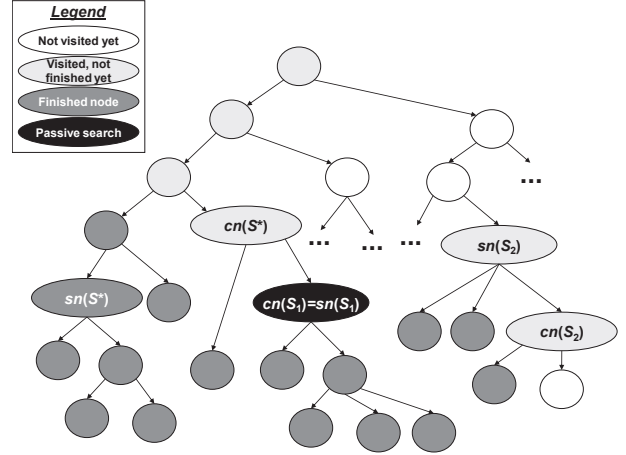 Legend
Not visited yet
Visited, not
finished yet
Finished node
Passive search
cn(S*)
...
...
...
...
sn(S₂)
sn(S*)
cn(S₁)=sn(S₁)
cn(S₂)